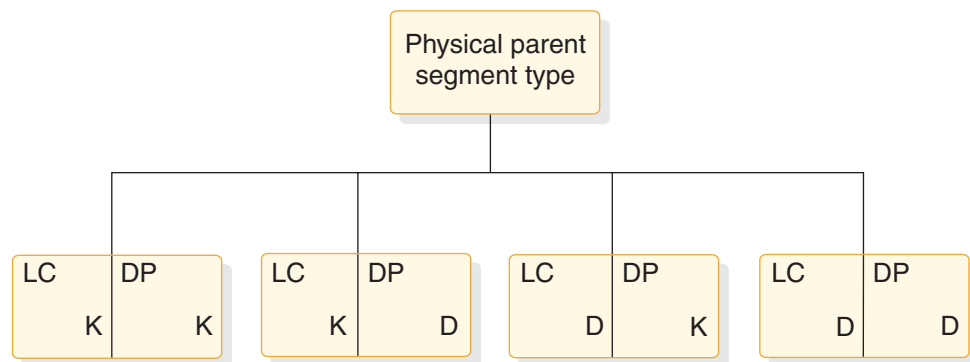 Physical parent
segment type
LC DP
K K
LC DP
K D
LC DP
D K
LC DP
D D